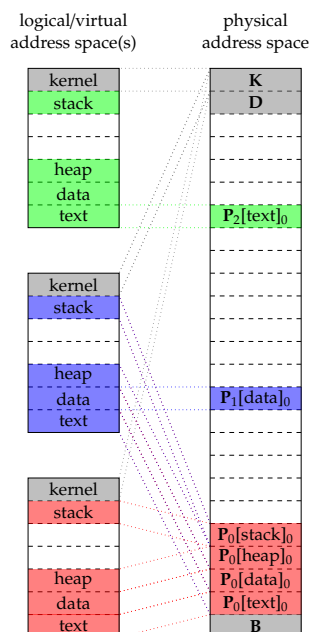 logical/virtual
address space(s)
physical
address space
kernel
stack
heap
data
text
kernel
stack
heap
data
text
kernel
stack
heap
data
text
K
D
P₂[text]₀
P₁[data]₀
P₀[stack]₀
P₀[heap]₀
P₀[data]₀
P₀[text]₀
B